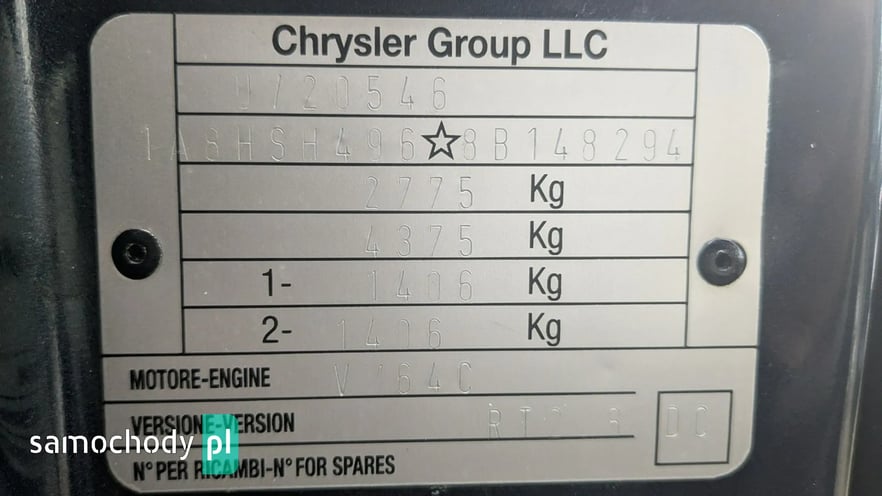 Chrysler Group LLC
U720546
1A8HSH496☆8B148294
2775 Kg
4375 Kg
1- 1406 Kg
2- 1406 Kg
MOTORE-ENGINE
VERSIONE-VERSION DC
N° PER RICAMBI-N° FOR SPARES
samochody pl